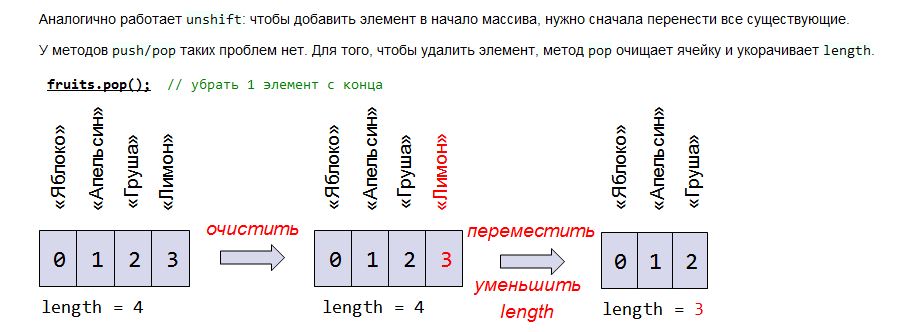 Аналогично работает unshift: чтобы добавить элемент в начало массива, нужно сначала перенести все существующие.
У методов push/pop таких проблем нет. Для того, чтобы удалить элемент, метод pop очищает ячейку и укорачивает length.
fruits.pop(); // убрать 1 элемент с конца
«Яблоко» «Апельсин» «Груша» «Лимон»
0 1 2 3
length = 4
очистить
«Яблоко» «Апельсин» «Груша» «Лимон»
0 1 2 3
length = 4
переместить
уменьшить
length
«Яблоко» «Апельсин» «Груша»
0 1 2
length = 3